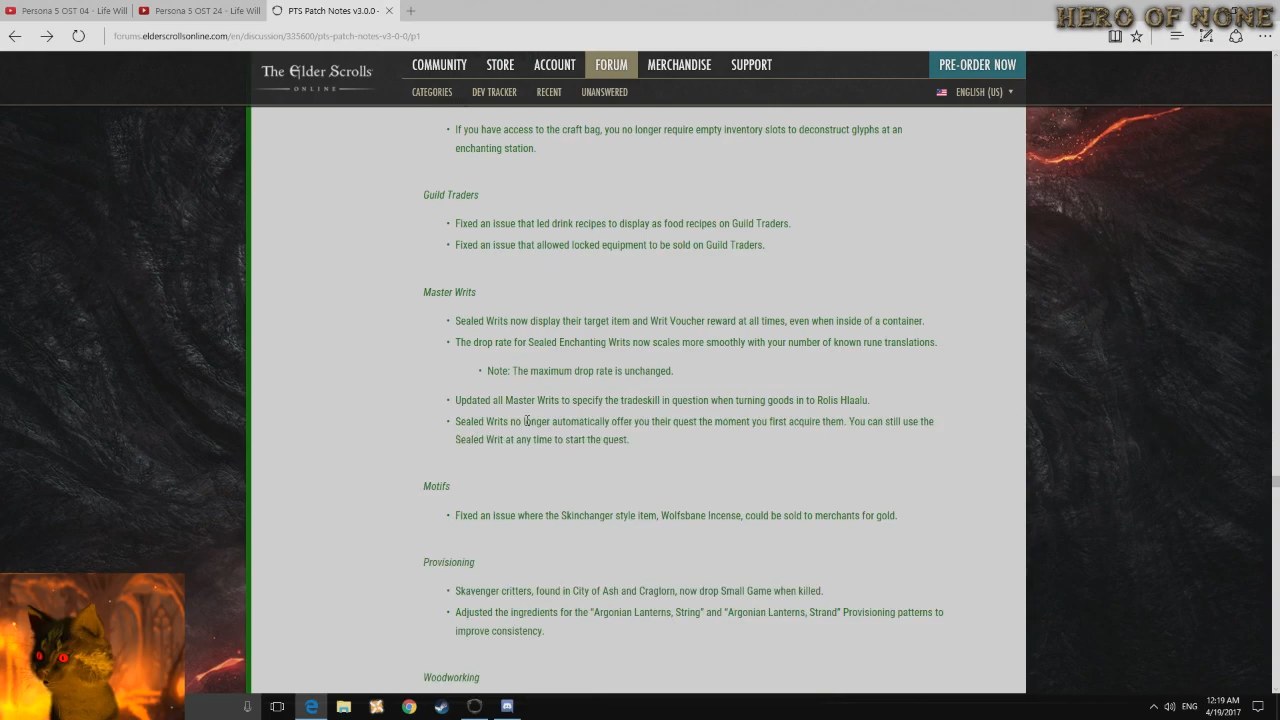 Persona 5 OST 04 - Life Will
Persona 5 OST 24 - Life Will
PTS Patch Notes v3.0.
HERO OF NONE
forums.elderscrollsonline.com/en/discussion/335600/pts-patch-notes-v3-0-0/p1
The Elder Scrolls
ONLINE
COMMUNITY STORE ACCOUNT FORUM MERCHANDISE SUPPORT PRE-ORDER NOW
CATEGORIES DEV TRACKER RECENT UNANSWERED ENGLISH (US)
• If you have access to the craft bag, you no longer require empty inventory slots to deconstruct glyphs at an
enchanting station.
Guild Traders
• Fixed an issue that led drink recipes to display as food recipes on Guild Traders.
• Fixed an issue that allowed locked equipment to be sold on Guild Traders.
Master Writs
• Sealed Writs now display their target item and Writ Voucher reward at all times, even when inside of a container.
• The drop rate for Sealed Enchanting Writs now scales more smoothly with your number of known rune translations.
• Note: The maximum drop rate is unchanged.
• Updated all Master Writs to specify the tradeskill in question when turning goods in to Rolis Hlaalu.
• Sealed Writs no longer automatically offer you their quest the moment you first acquire them. You can still use the
Sealed Writ at any time to start the quest.
Motifs
• Fixed an issue where the Skinchanger style item, Wolfsbane Incense, could be sold to merchants for gold.
Provisioning
• Skavenger critters, found in City of Ash and Craglorn, now drop Small Game when killed.
• Adjusted the ingredients for the “Argonian Lanterns, String” and “Argonian Lanterns, Strand” Provisioning patterns to
improve consistency.
Woodworking
ENG
12:19 AM
4/19/2017